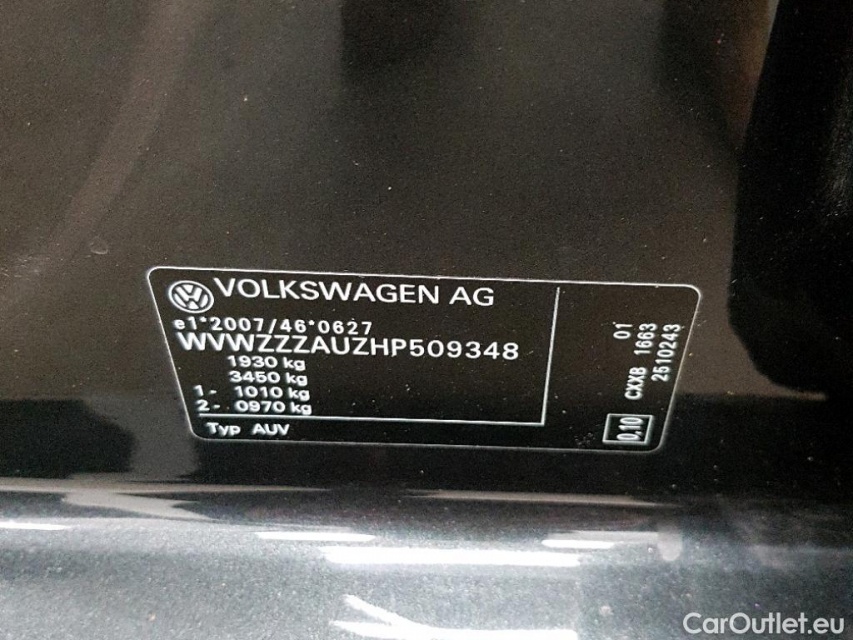 VOLKSWAGEN AG
e1*2007/46*0627
WVWZZZAUZHP509348
1930 kg
3450 kg
1.- 1010 kg
2.- 0970 kg
Typ AUV
01
CXXB 1663
2510243
0.10
CarOutlet.eu